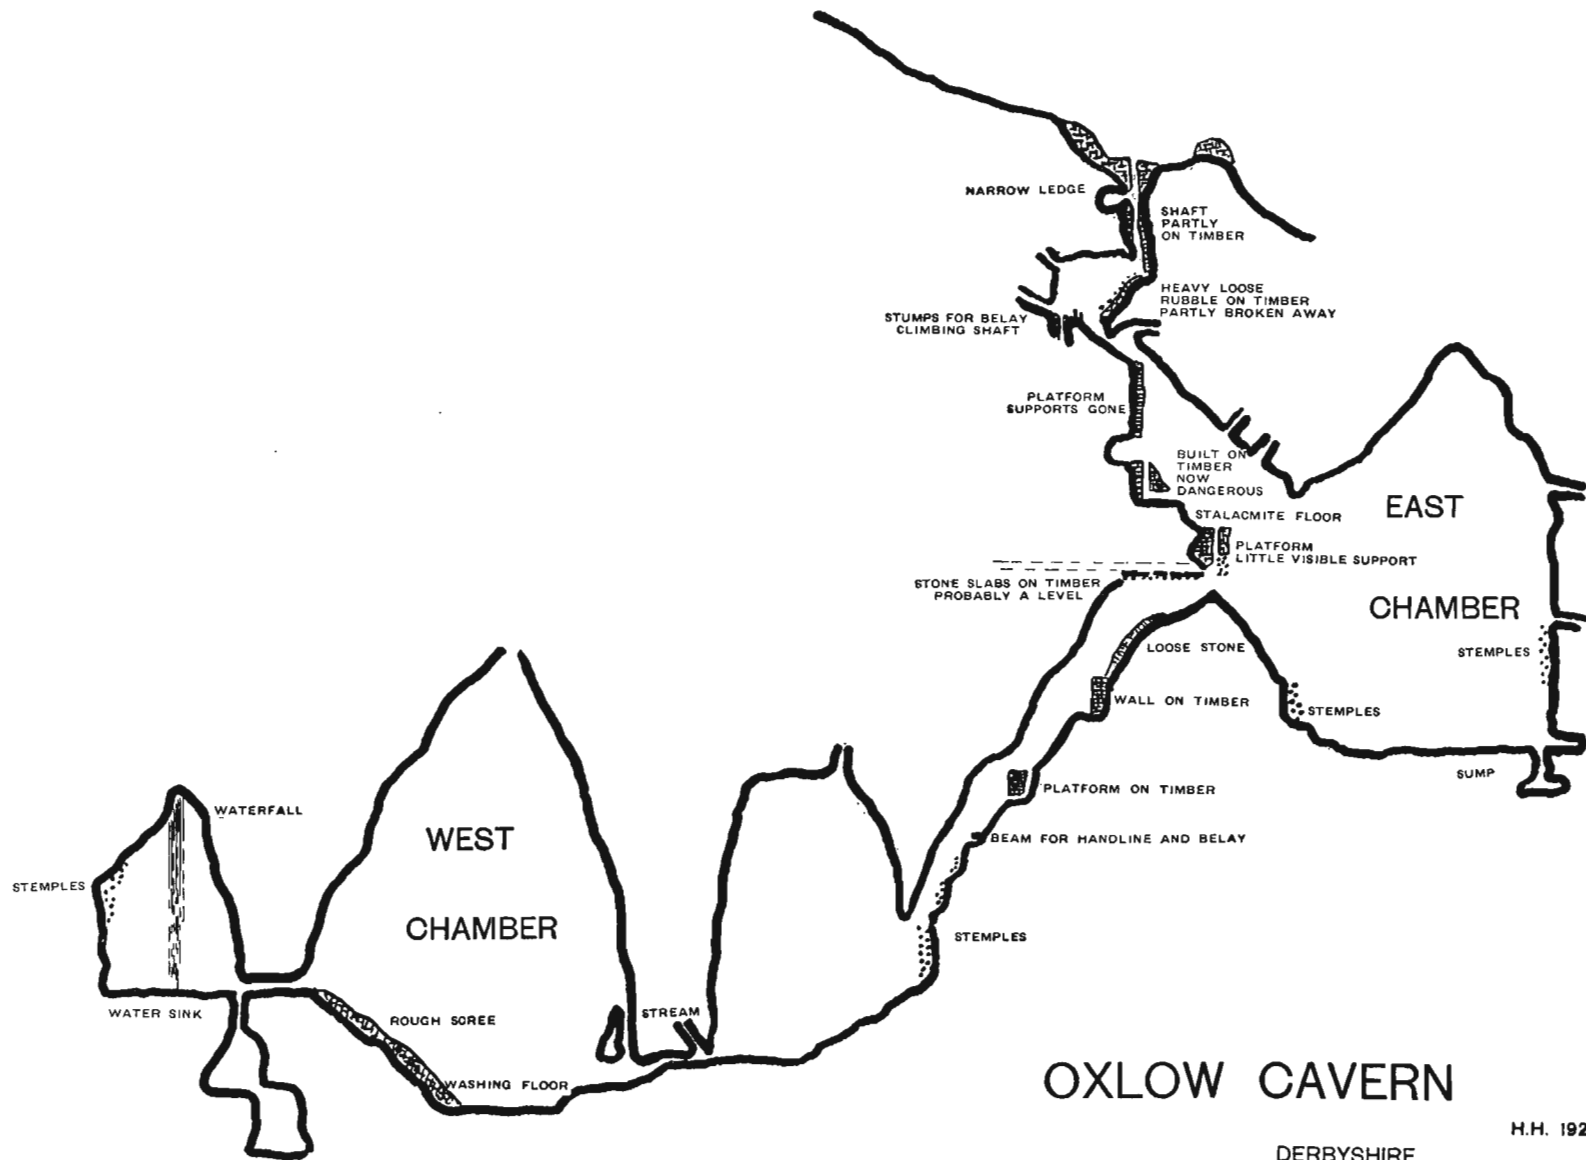 NARROW LEDGE
SHAFT
PARTLY
ON TIMBER
HEAVY LOOSE
RUBBLE ON TIMBER
PARTLY BROKEN AWAY
STUMPS FOR BELAY
CLIMBING SHAFT
PLATFORM
SUPPORTS GONE
BUILT ON
TIMBER
NOW
DANGEROUS
STALACMITE FLOOR
EAST
CHAMBER
PLATFORM
LITTLE VISIBLE SUPPORT
STONE SLABS ON TIMBER
PROBABLY A LEVEL
LOOSE STONE
STEMPLES
WALL ON TIMBER
STEMPLES
SUMP
PLATFORM ON TIMBER
BEAM FOR HANDLINE AND BELAY
STEMPLES
WATERFALL
WEST
CHAMBER
STEMPLES
WATER SINK
ROUGH SCREE
STREAM
WASHING FLOOR
OXLOW CAVERN
H.H. 192
DERBYSHIRE